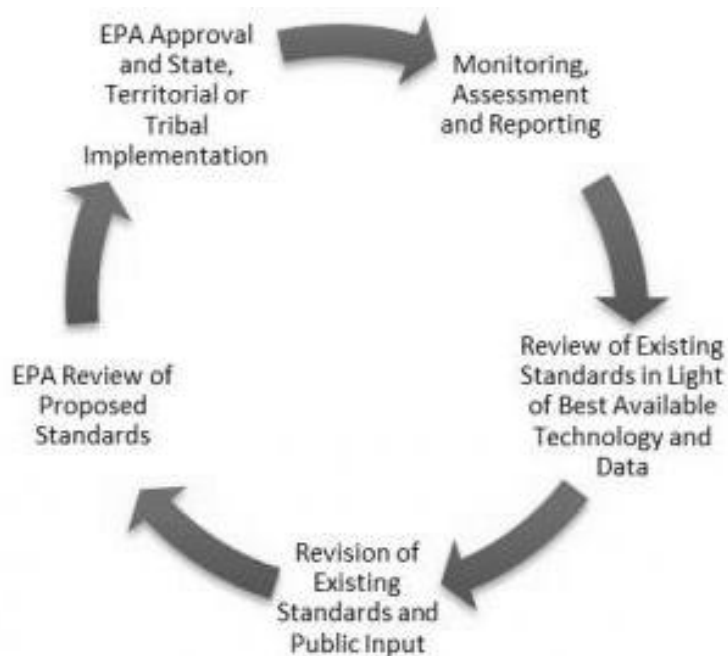 EPA Approval
and State,
Territorial or
Tribal
Implementation
Monitoring,
Assessment
and Reporting
Review of Existing
Standards in Light
of Best Available
Technology and
Data
Revision of
Existing
Standards and
Public Input
EPA Review of
Proposed
Standards